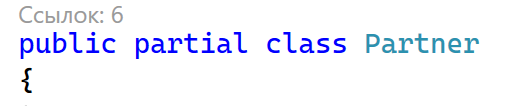 Ссылок: 6
public partial class Partner
{